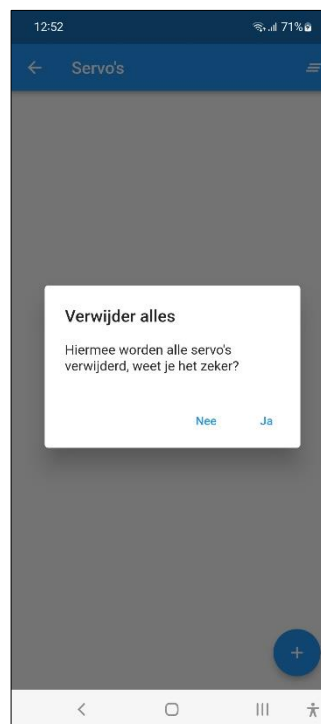 12:52 71%
Servo's
Verwijder alles
Hiermee worden alle servo's
verwijderd, weet je het zeker?
Nee Ja